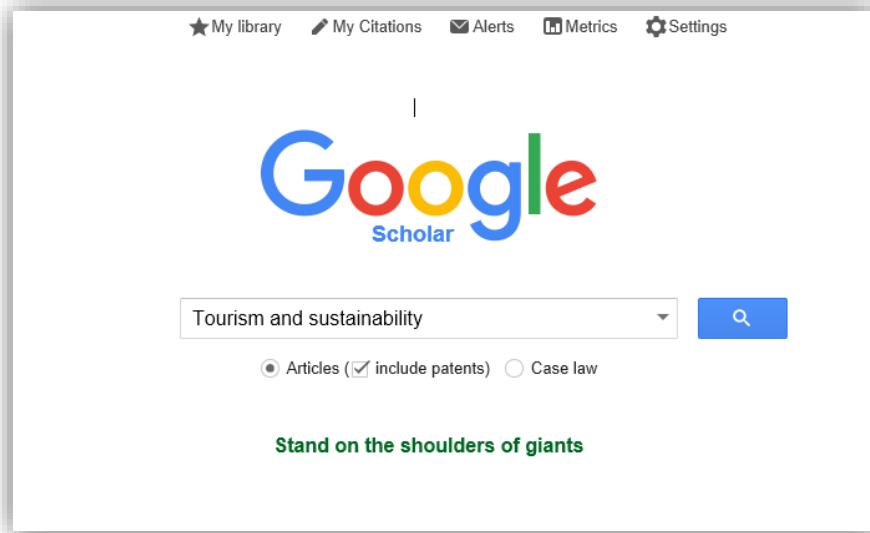 My library My Citations Alerts Metrics Settings
Google
Scholar
Tourism and sustainability
Articles (include patents) Case law
Stand on the shoulders of giants